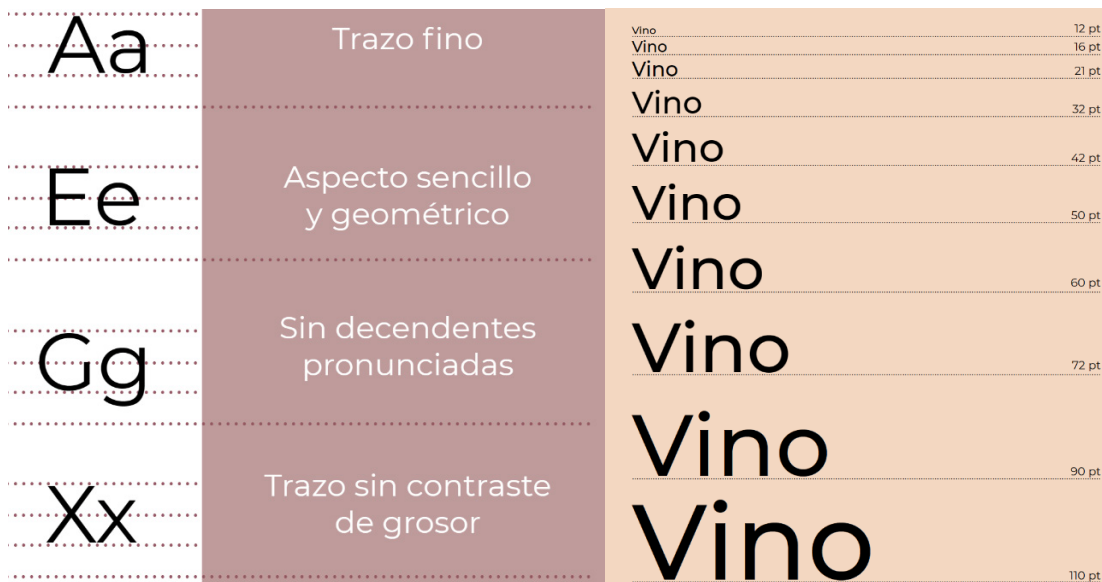 Aa
Trazo fino
Ee
Aspecto sencillo
y geométrico
Gg
Sin decendentes
pronunciadas
Xx
Trazo sin contraste
de grosor
Vino 12 pt
Vino 16 pt
Vino 21 pt
Vino 32 pt
Vino 42 pt
Vino 50 pt
Vino 60 pt
Vino 72 pt
Vino 90 pt
Vino 110 pt